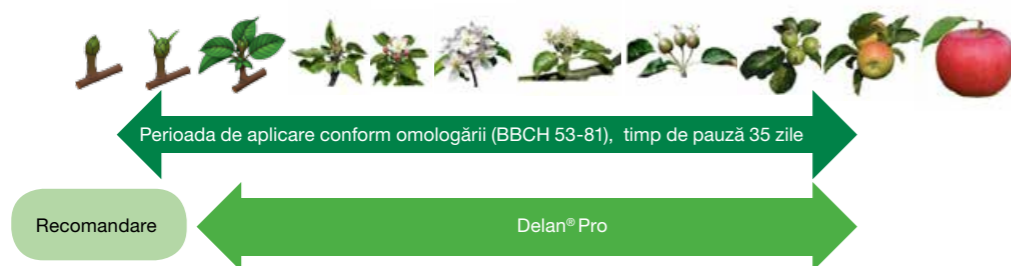 Perioada de aplicare conform omologării (BBCH 53-81), timp de pauză 35 zile
Recomandare
Delan® Pro